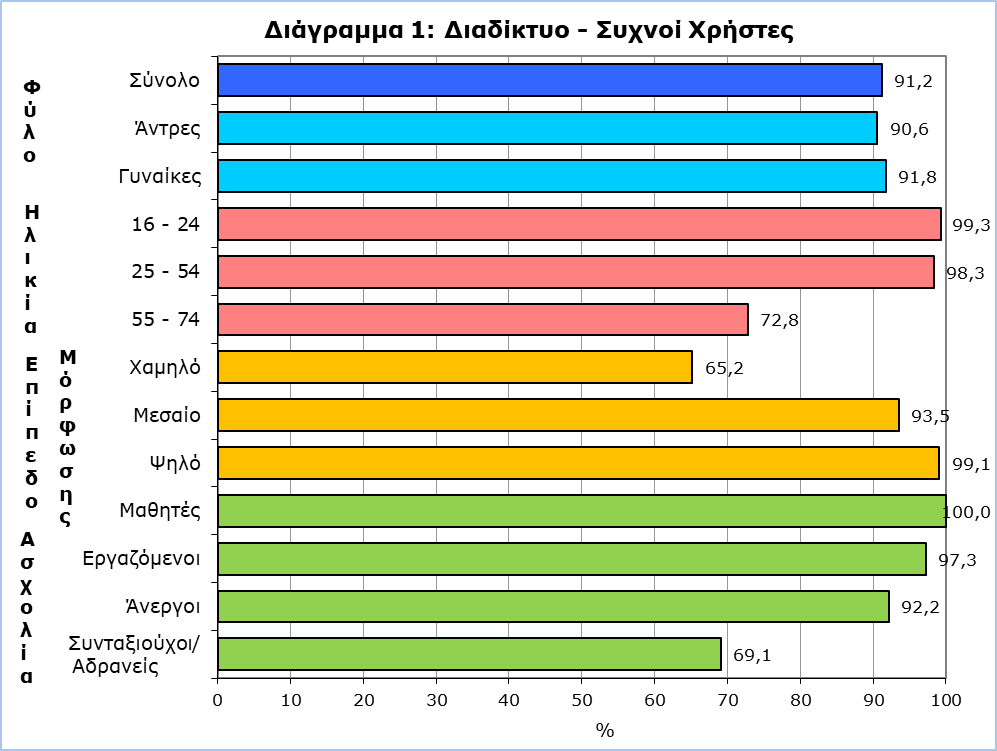 Διάγραμμα 1: Διαδίκτυο - Συχνοί Χρήστες
Φύλο
Σύνολο 91,2
Άντρες 90,6
Γυναίκες 91,8
Ηλικία
16 - 24 99,3
25 - 54 98,3
55 - 74 72,8
Επίπεδο Μόρφωσης
Χαμηλό 65,2
Μεσαίο 93,5
Ψηλό 99,1
Ασχολία
Μαθητές 100,0
Εργαζόμενοι 97,3
Άνεργοι 92,2
Συνταξιούχοι/
Αδρανείς 69,1
0 10 20 30 40 50 60 70 80 90 100
%